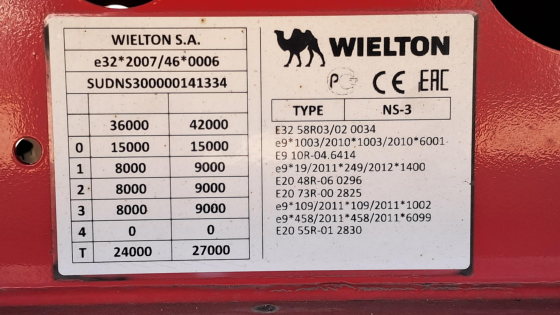 WIELTON S.A.
e32*2007/46*0006
SUDNS300000141334
36000 42000
0 15000 15000
1 8000 9000
2 8000 9000
3 8000 9000
4 0 0
T 24000 27000
WIELTON
PG CE EAC
TYPE NS-3
E32 58R03/02 0034
e9*1003/2010*1003/2010*6001
E9 10R-04.6414
e9*19/2011*249/2012*1400
E20 48R-06 0296
E20 73R-00 2825
e9*109/2011*109/2011*1002
e9*458/2011*458/2011*6099
E20 55R-01 2830